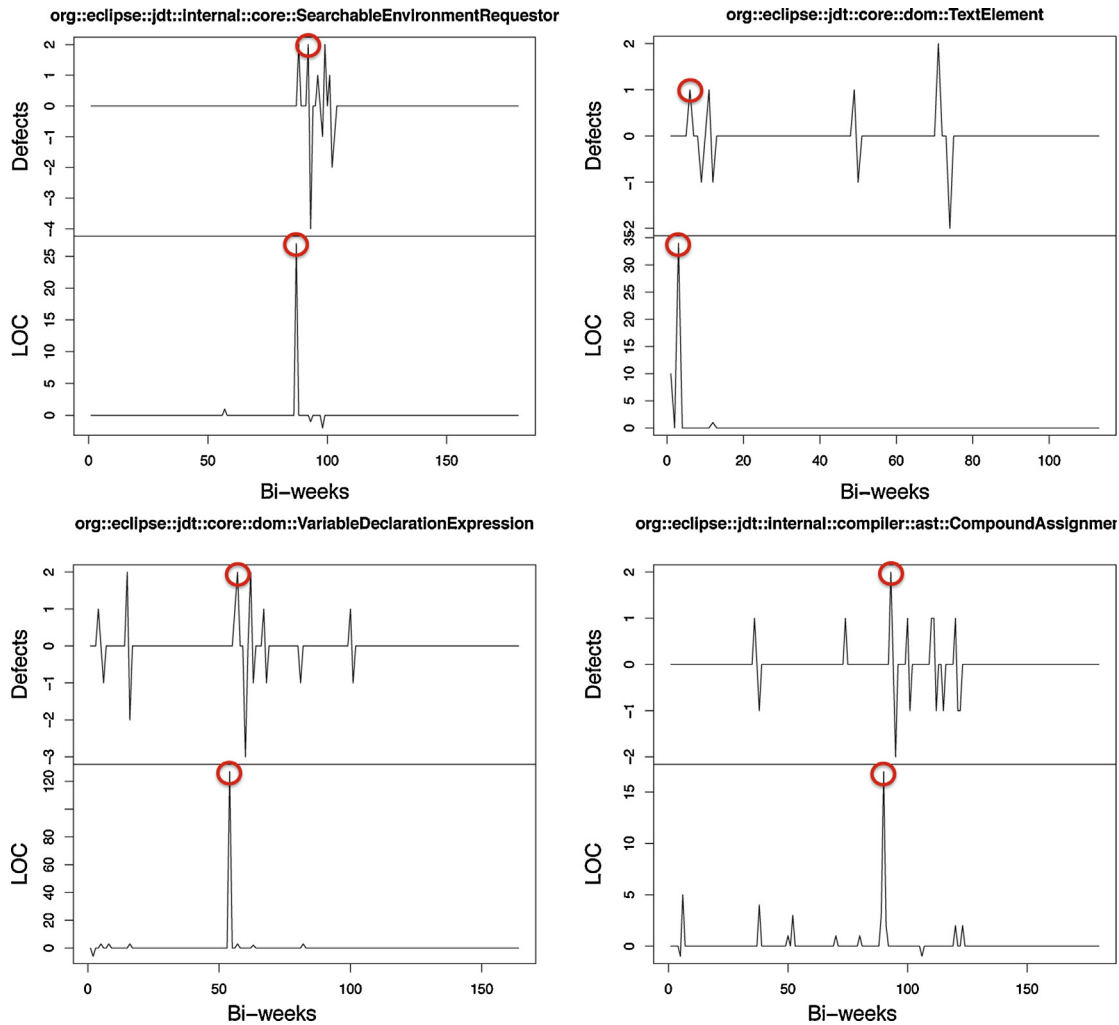 org::eclipse::jdt::internal::core::SearchableEnvironmentRequestor
Defects
2
1
0
−1
−2
−3
−4
LOC
25
20
15
10
5
0
0 50 100 150
Bi−weeks
org::eclipse::jdt::core::dom::TextElement
Defects
2
1
0
−1
−2
LOC
35
30
25
20
15
10
5
0
0 20 40 60 80 100
Bi−weeks
org::eclipse::jdt::core::dom::VariableDeclarationExpression
Defects
2
1
0
−1
−2
−3
LOC
120
80
60
40
20
0
0 50 100 150
Bi−weeks
org::eclipse::jdt::internal::compiler::ast::CompoundAssignmen
Defects
2
1
0
−1
−2
LOC
15
10
5
0
0 50 100 150
Bi−weeks